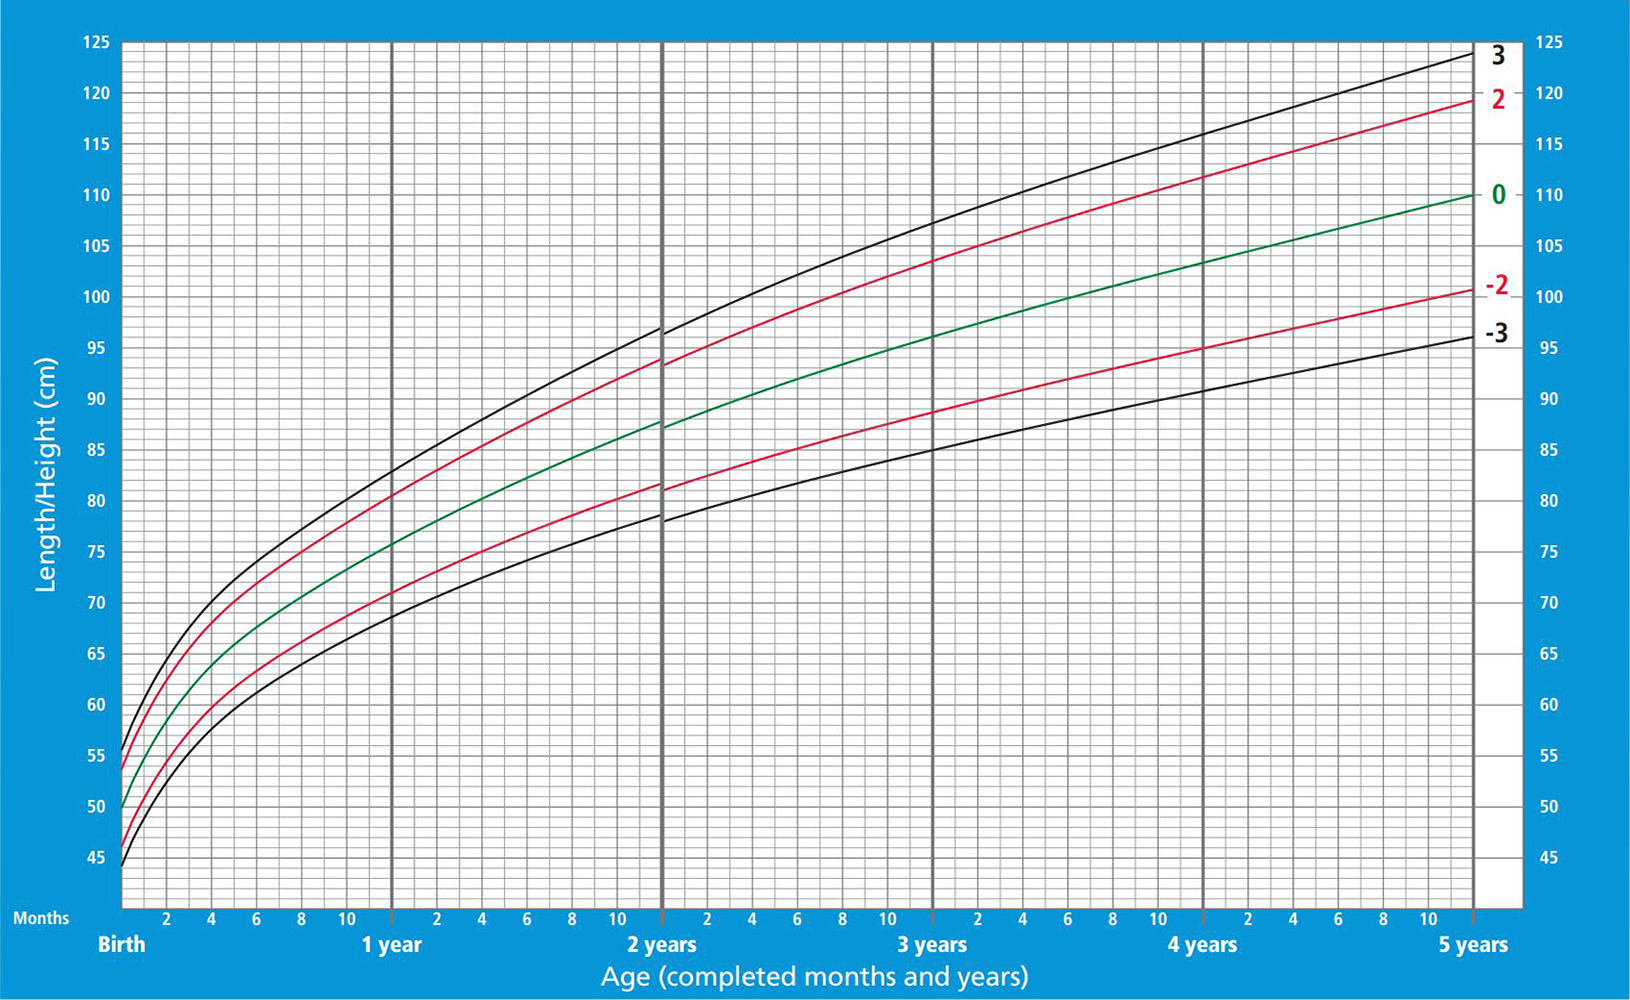 125 3 125
120 2 120
115 115
110 0 110
105 105
100 -2 100
95 -3 95
90 90
85 85
80 80
75 75
70 70
65 65
60 60
55 55
50 50
45 45
Length/Height (cm)
Months 2 4 6 8 10 2 4 6 8 10 2 4 6 8 10 2 4 6 8 10 2 4 6 8 10
Birth 1 year 2 years 3 years 4 years 5 years
Age (completed months and years)